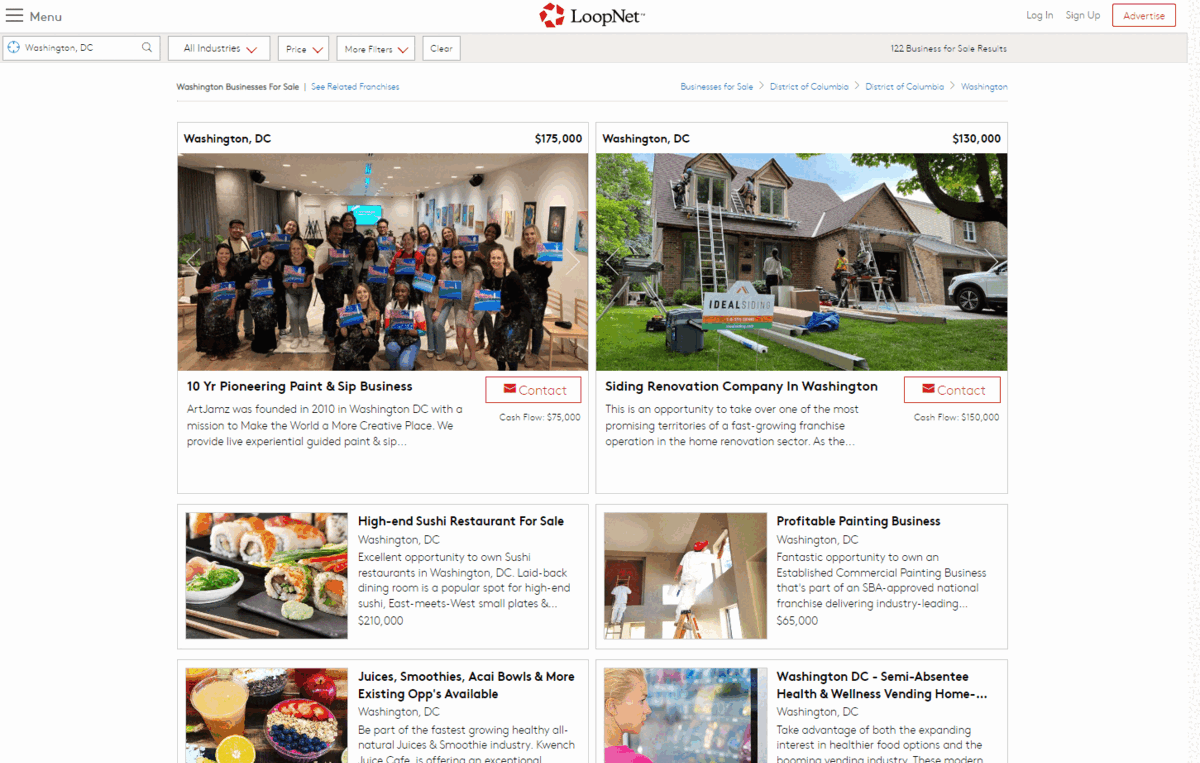 Menu
LoopNet™
Log In
Sign Up
Advertise
Washington, DC
All Industries
Price
More Filters
Clear
122 Business for Sale Results
Washington Businesses For Sale | See Related Franchises
Businesses for Sale > District of Columbia > District of Columbia > Washington
Washington, DC
$175,000
10 Yr Pioneering Paint & Sip Business
Contact
Cash Flow: $75,000
ArtJamz was founded in 2010 in Washington DC with a
mission to Make the World a More Creative Place. We
provide live experiential guided paint & sip...
Washington, DC
$130,000
IDEALSIDING
Siding Renovation Company In Washington
Contact
Cash Flow: $150,000
This is an opportunity to take over one of the most
promising territories of a fast-growing franchise
operation in the home renovation sector. As the...
High-end Sushi Restaurant For Sale
Washington, DC
Excellent opportunity to own Sushi
restaurants in Washington, DC. Laid-back
dining room is a popular spot for high-end
sushi, East-meets-West small plates &...
$210,000
Profitable Painting Business
Washington, DC
Fantastic opportunity to own an
Established Commercial Painting Business
that's part of an SBA-approved national
franchise delivering industry-leading...
$65,000
Juices, Smoothies, Acai Bowls & More
Existing Opp's Available
Washington, DC
Be part of the fastest growing healthy all-
natural Juices & Smoothie industry. Kwench
Juice Cafe, is offering an exceptional
Washington DC - Semi-Absentee
Health & Wellness Vending Home-...
Washington, DC
Take advantage of both the expanding
interest in healthier food options and the
booming vending industry. These modern